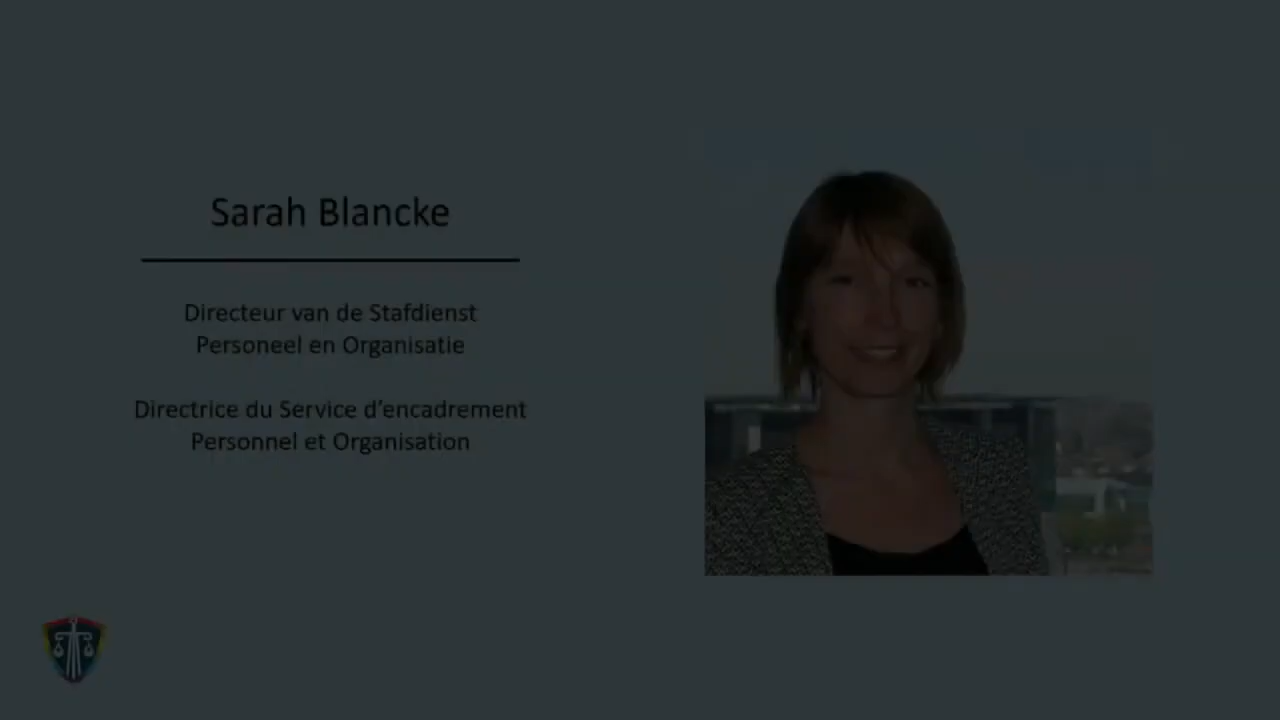 Sarah Blancke
Directeur van de Stafdienst
Personeel en Organisatie
Directrice du Service d’encadrement
Personnel et Organisation